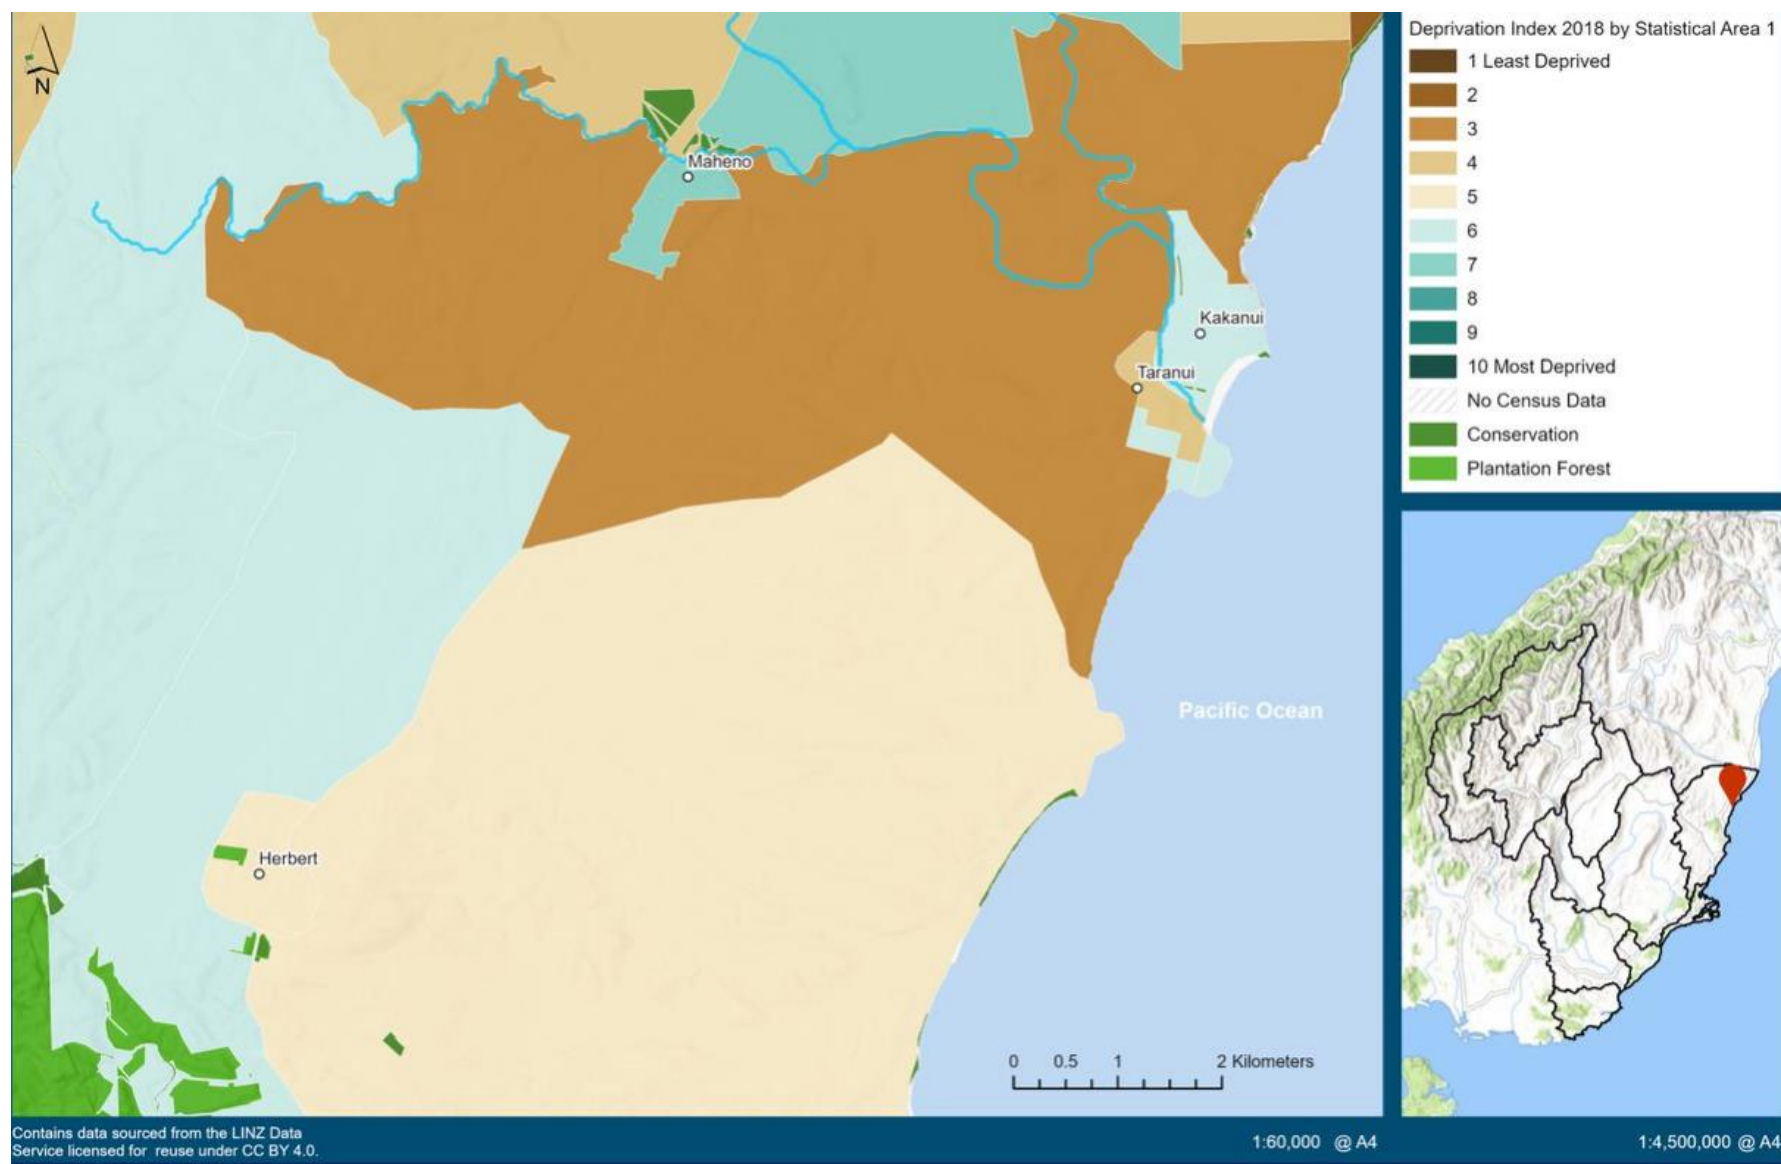 N
Maheno
Kakanui
Taranui
Pacific Ocean
Herbert
0 0.5 1 2 Kilometers
Contains data sourced from the LINZ Data
Service licensed for reuse under CC BY 4.0.
1:60,000 @ A4
Deprivation Index 2018 by Statistical Area 1
1 Least Deprived
2
3
4
5
6
7
8
9
10 Most Deprived
No Census Data
Conservation
Plantation Forest
1:4,500,000 @ A4